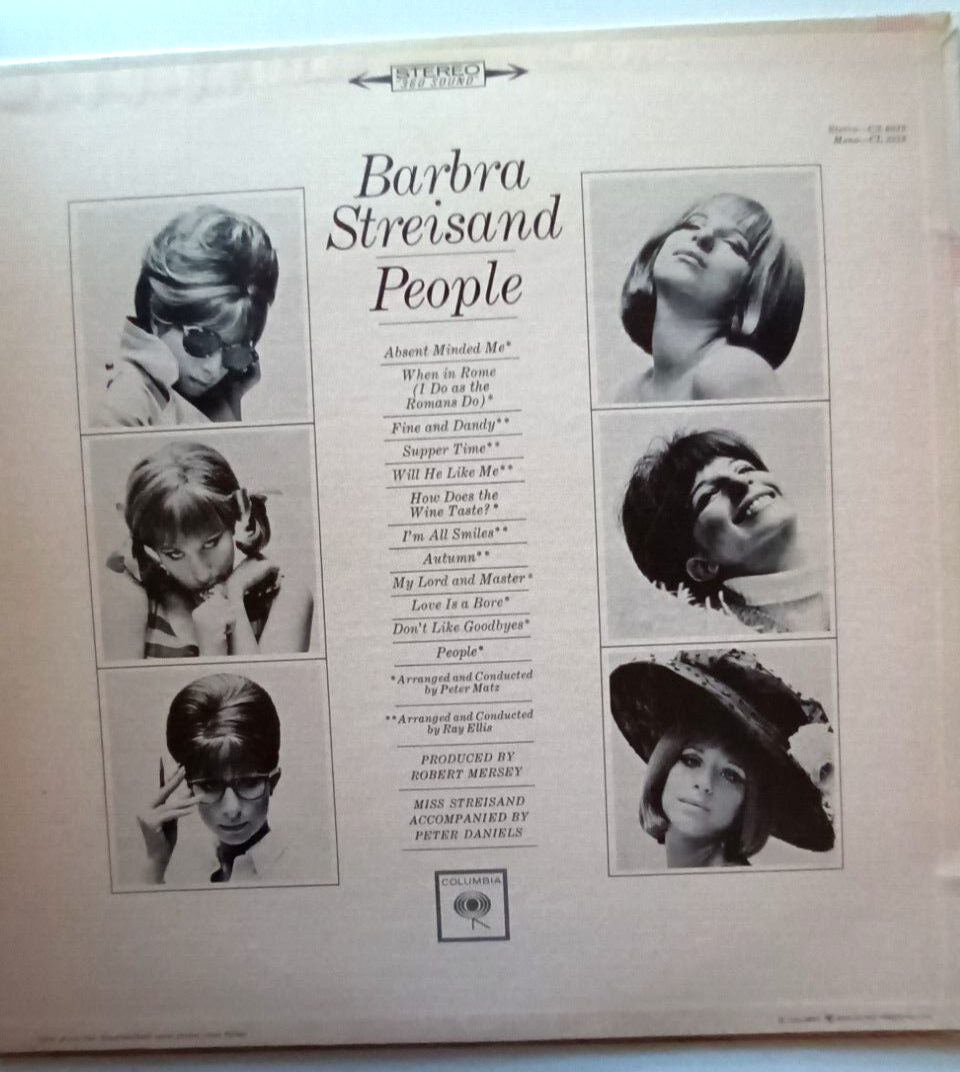 STEREO
360 SOUND
Barbra
Streisand
People
Absent Minded Me*
When in Rome
(I Do as the
Romans Do)*
Fine and Dandy**
Supper Time**
Will He Like Me**
How Does the
Wine Taste?*
I'm All Smiles**
Autumn**
My Lord and Master*
Love Is a Bore*
Don't Like Goodbyes*
People*
*Arranged and Conducted
by Peter Matz
**Arranged and Conducted
by Ray Ellis
PRODUCED BY
ROBERT MERSEY
MISS STREISAND
ACCOMPANIED BY
PETER DANIELS
COLUMBIA